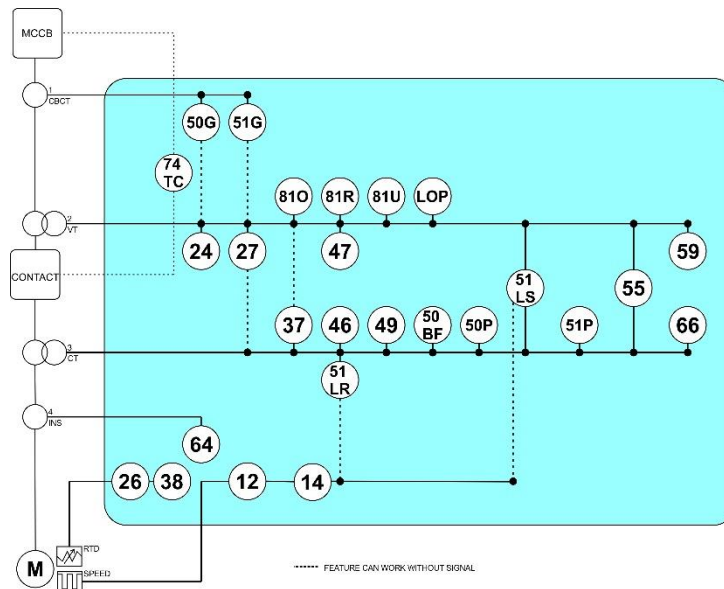 MCCB
1
CBCT
50G
51G
74
TC
81O
81R
81U
LOP
2
VT
24
27
47
59
CONTACT
51
LS
55
37
46
49
50
BF
50P
51P
66
3
CT
51
LR
4
INS
64
26
38
12
14
RTD
M
SPEED
FEATURE CAN WORK WITHOUT SIGNAL